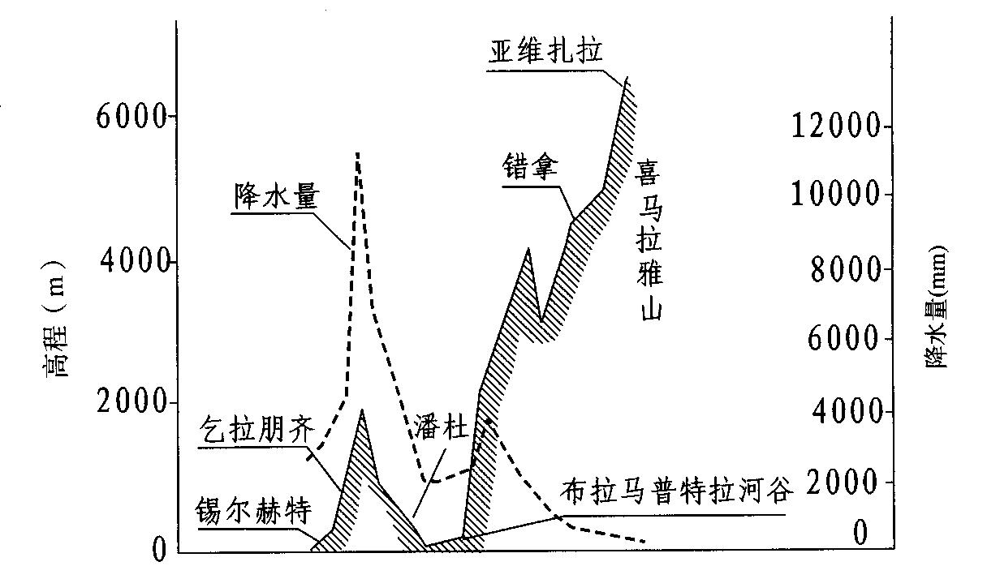 亚维扎拉
6000
12000
错拿
喜马拉雅山
降水量
10000
4000
8000
高程(m)
降水量(mm)
6000
2000
4000
乞拉朋齐
潘杜
布拉马普特拉河谷
2000
锡尔赫特
0
0